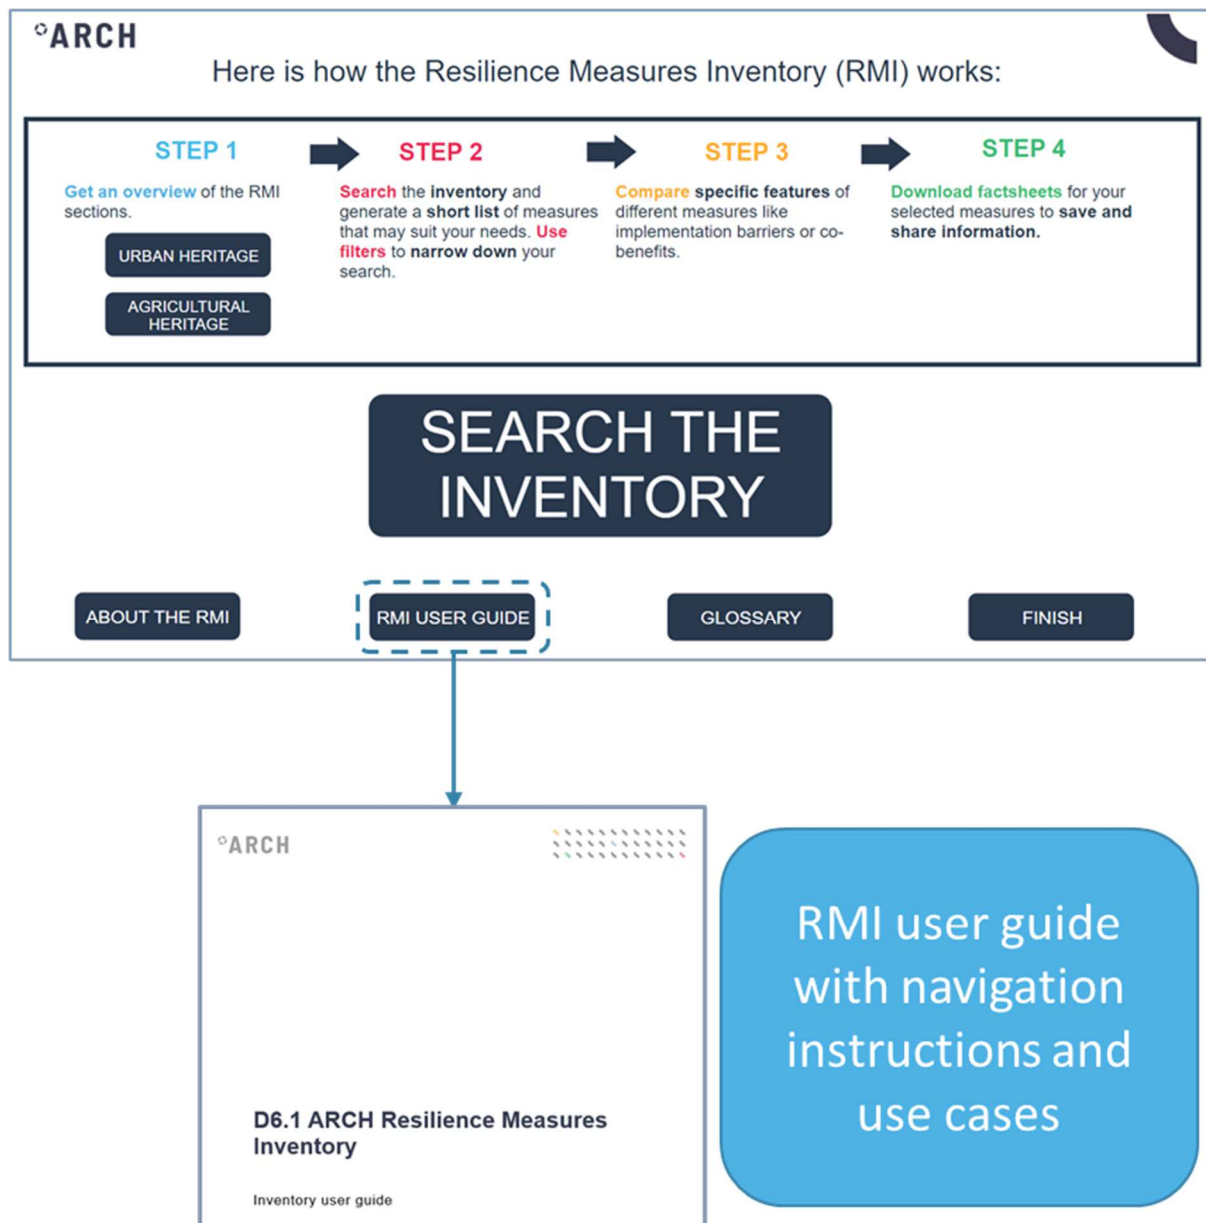 °ARCH
Here is how the Resilience Measures Inventory (RMI) works:
STEP 1
Get an overview of the RMI
sections.
URBAN HERITAGE
AGRICULTURAL
HERITAGE
STEP 2
Search the inventory and
generate a short list of measures
that may suit your needs. Use
filters to narrow down your
search.
STEP 3
Compare specific features of
different measures like
implementation barriers or co-
benefits.
STEP 4
Download factsheets for your
selected measures to save and
share information.
SEARCH THE
INVENTORY
ABOUT THE RMI
RMI USER GUIDE
GLOSSARY
FINISH
°ARCH
D6.1 ARCH Resilience Measures
Inventory
Inventory user guide
RMI user guide
with navigation
instructions and
use cases